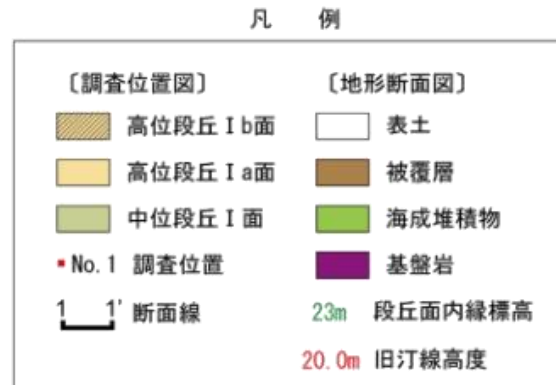 凡 例
〔調査位置図〕 〔地形断面図〕
高位段丘Ⅰb面 表土
高位段丘Ⅰa面 被覆層
中位段丘Ⅰ面 海成堆積物
No.1 調査位置 基盤岩
1 1' 断面線 23m 段丘面内縁標高
20.0m 旧汀線高度